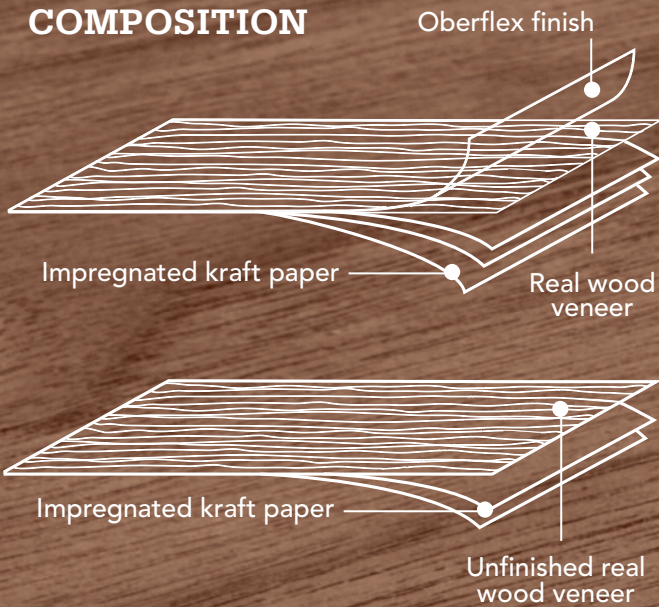 COMPOSITION
Oberflex finish
Impregnated kraft paper
Real wood
veneer
Impregnated kraft paper
Unfinished real
wood veneer